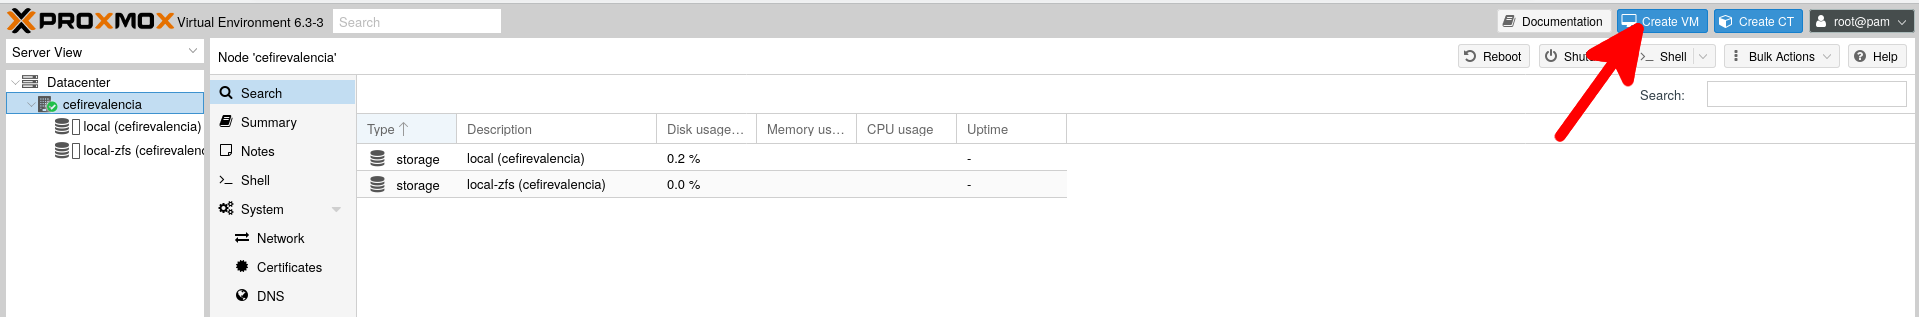 PROXMOX Virtual Environment 6.3-3 Search Documentation Create VM Create CT root@pam
Server View
Node 'cefirevalencia' Reboot Shell Bulk Actions Help
Datacenter
cefirevalencia
local (cefirevalencia)
local-zfs (cefirevalenc
Search
Summary
Notes
Shell
System
Network
Certificates
DNS
Search:
Type Description Disk usage... Memory us... CPU usage Uptime
storage local (cefirevalencia) 0.2 % -
storage local-zfs (cefirevalencia) 0.0 % -